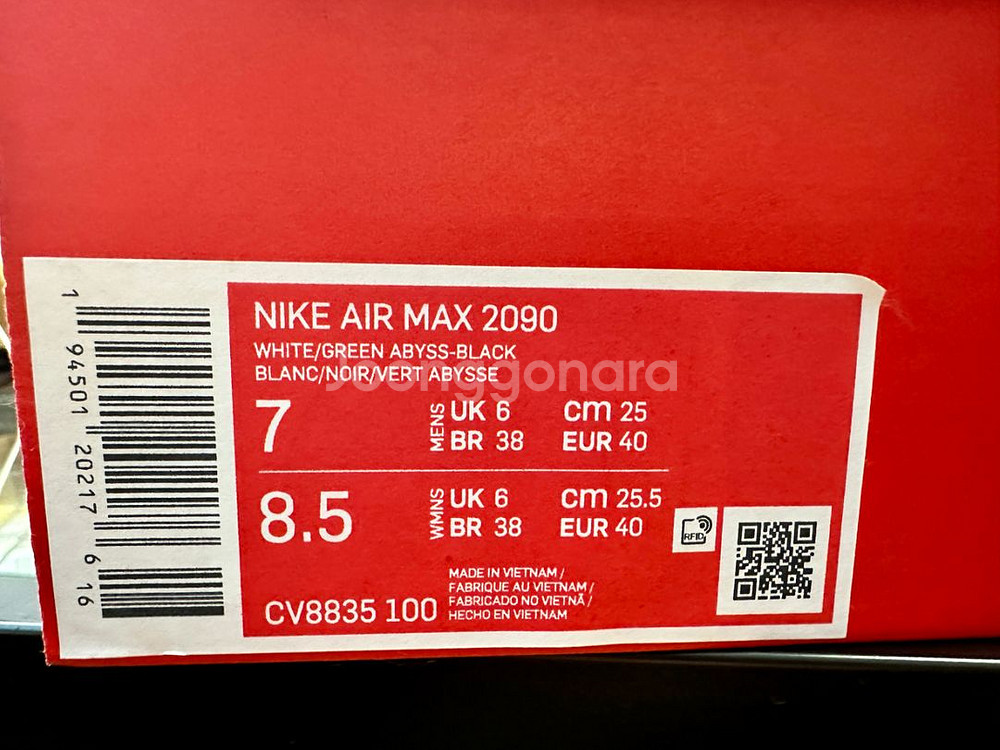 NIKE AIR MAX 2090
WHITE/GREEN ABYSS-BLACK
BLANC/NOIR/VERT ABYSSE
Joonggonara
7 MENS UK 6 cm 25
BR 38 EUR 40
8.5 WMNS UK 6 cm 25.5
BR 38 EUR 40
RFID
MADE IN VIETNAM /
FABRIQUE AU VIETNAM /
FABRICADO NO VIETNÃ /
HECHO EN VIETNAM
CV8835 100
1 94501 20217 6 16